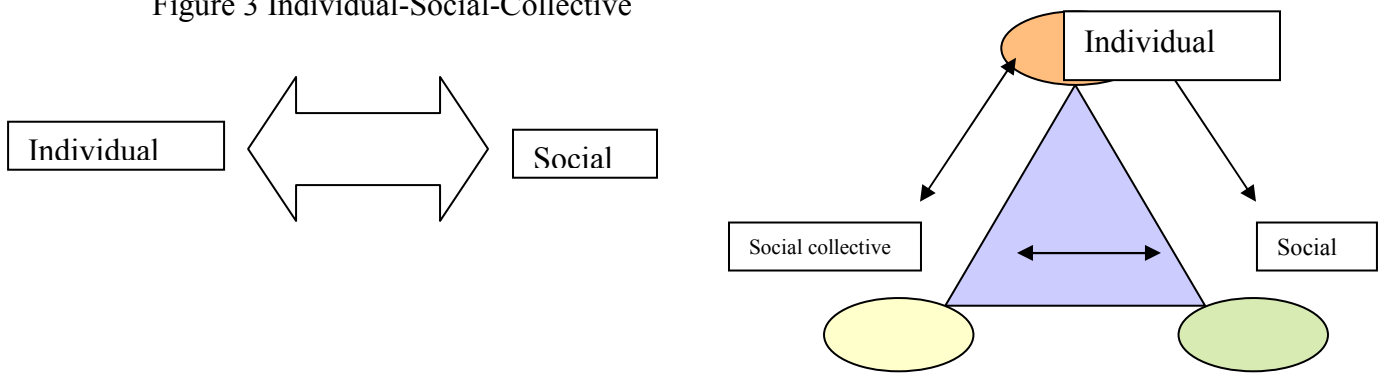 Figure 3 Individual-Social-Collective
Individual
Social
Individual
Social collective
Social